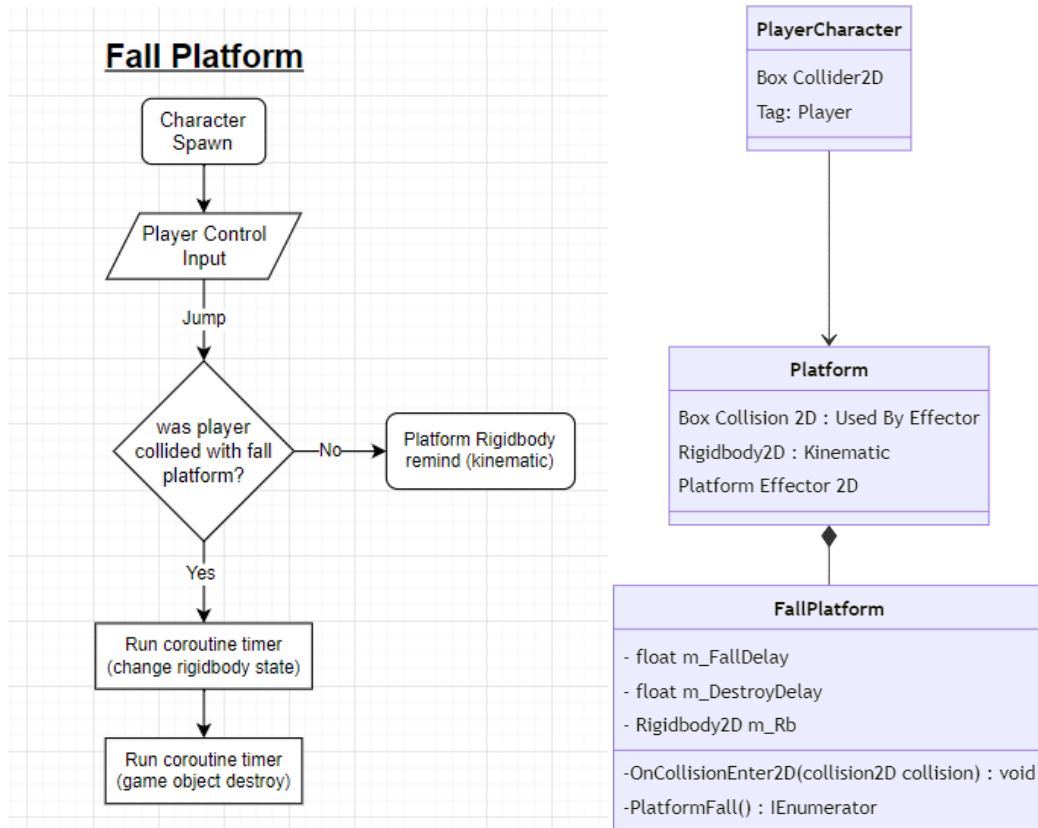 Fall Platform
Character
Spawn
Player Control
Input
Jump
was player
collided with fall
platform?
No
Platform Rigidbody
remind (kinematic)
Yes
Run coroutine timer
(change rigidbody state)
Run coroutine timer
(game object destroy)
PlayerCharacter
Box Collider2D
Tag: Player
Platform
Box Collision 2D : Used By Effector
Rigidbody2D : Kinematic
Platform Effector 2D
FallPlatform
- float m_FallDelay
- float m_DestroyDelay
- Rigidbody2D m_Rb
-OnCollisionEnter2D(collision2D collision) : void
-PlatformFall() : IEnumerator